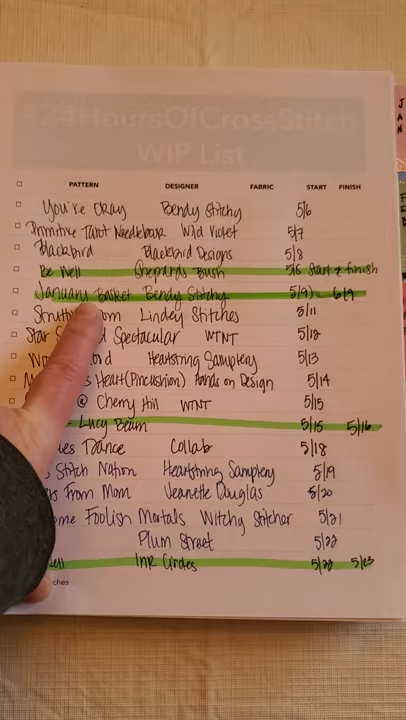 #24HoursOfCrossStitch
WiP List
PATTERN DESIGNER FABRIC START FINISH
You're Okay Bendy Stitchy 5/6
Primitive Tarot Needlebook Wild Violet 5/7
Blackbird Blackbird Designs 5/8
Be Well Shepards Bush 5/8 Start & finish
January Basket Bendy Stitchy 5/9 6/9
Lindey Stitches 5/11
Star Spectacular WTNT 5/12
Heartstring Samplery 5/13
Heart (Pincushion) Hands on Design 5/14
@ Cherry Hill WTNT 5/15
Lucy Beam 5/15 5/16
Dance Collab 5/18
Stitch Nation Heartstring Samplery 5/19
From Mom Jeanette Douglas 5/20
Foolish Mortals Witchy Stitcher 5/21
Plum Street 5/22
Ink Circles 5/22 5/23